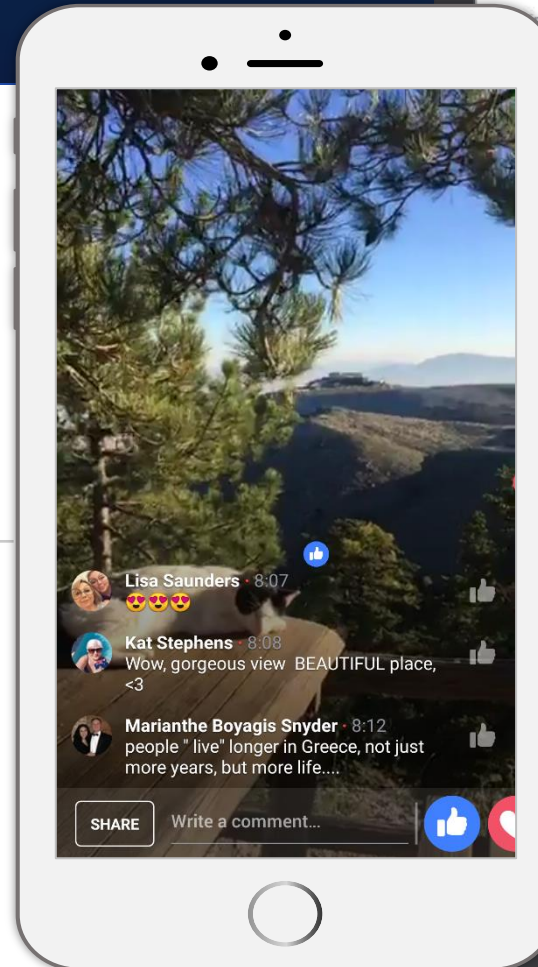 Lisa Saunders · 8:07
😍😍😍
Kat Stephens · 8:08
Wow, gorgeous view  BEAUTIFUL place,
<3
Marianthe Boyagis Snyder · 8:12
people " live" longer in Greece, not just
more years, but more life....
SHARE
Write a comment...